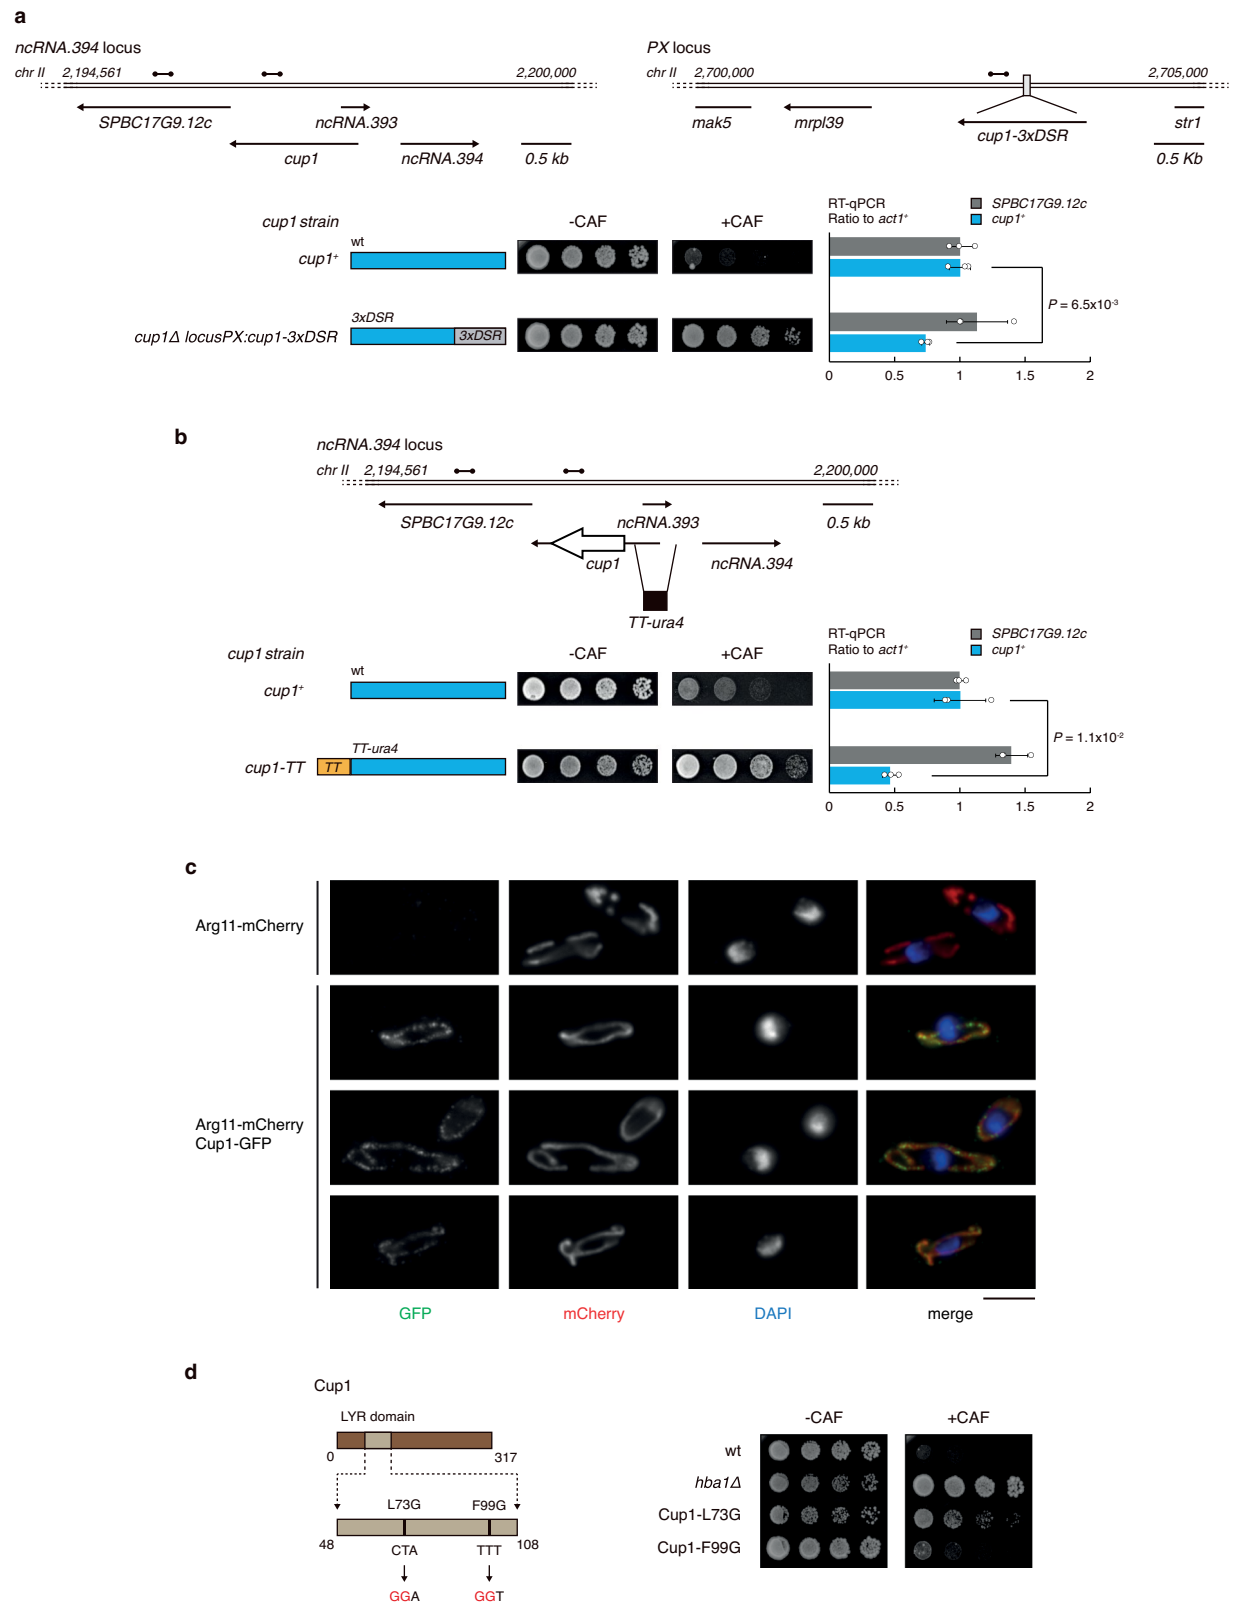 a
ncRNA.394 locus
chr II 2,194,561 2,200,000
SPBC17G9.12c ncRNA.393
cup1 ncRNA.394 0.5 kb
PX locus
chr II 2,700,000 2,705,000
mak5 mrpl39 cup1-3xDSR str1
0.5 Kb
cup1 strain -CAF +CAF
RT-qPCR
Ratio to act1+
SPBC17G9.12c
cup1+
wt
cup1+
3xDSR
cup1Δ locusPX:cup1-3xDSR 3xDSR
P = 6.5x10-3
0 0.5 1 1.5 2
b
ncRNA.394 locus
chr II 2,194,561 2,200,000
SPBC17G9.12c ncRNA.393 0.5 kb
cup1 ncRNA.394
TT-ura4
cup1 strain -CAF +CAF
RT-qPCR
Ratio to act1+
SPBC17G9.12c
cup1+
wt
cup1+
TT-ura4
cup1-TT TT
P = 1.1x10-2
0 0.5 1 1.5 2
c
Arg11-mCherry
Arg11-mCherry
Cup1-GFP
GFP mCherry DAPI merge
d
Cup1
LYR domain
0 317
L73G F99G
48 108
CTA TTT
GGA GGT
-CAF +CAF
wt
hba1Δ
Cup1-L73G
Cup1-F99G